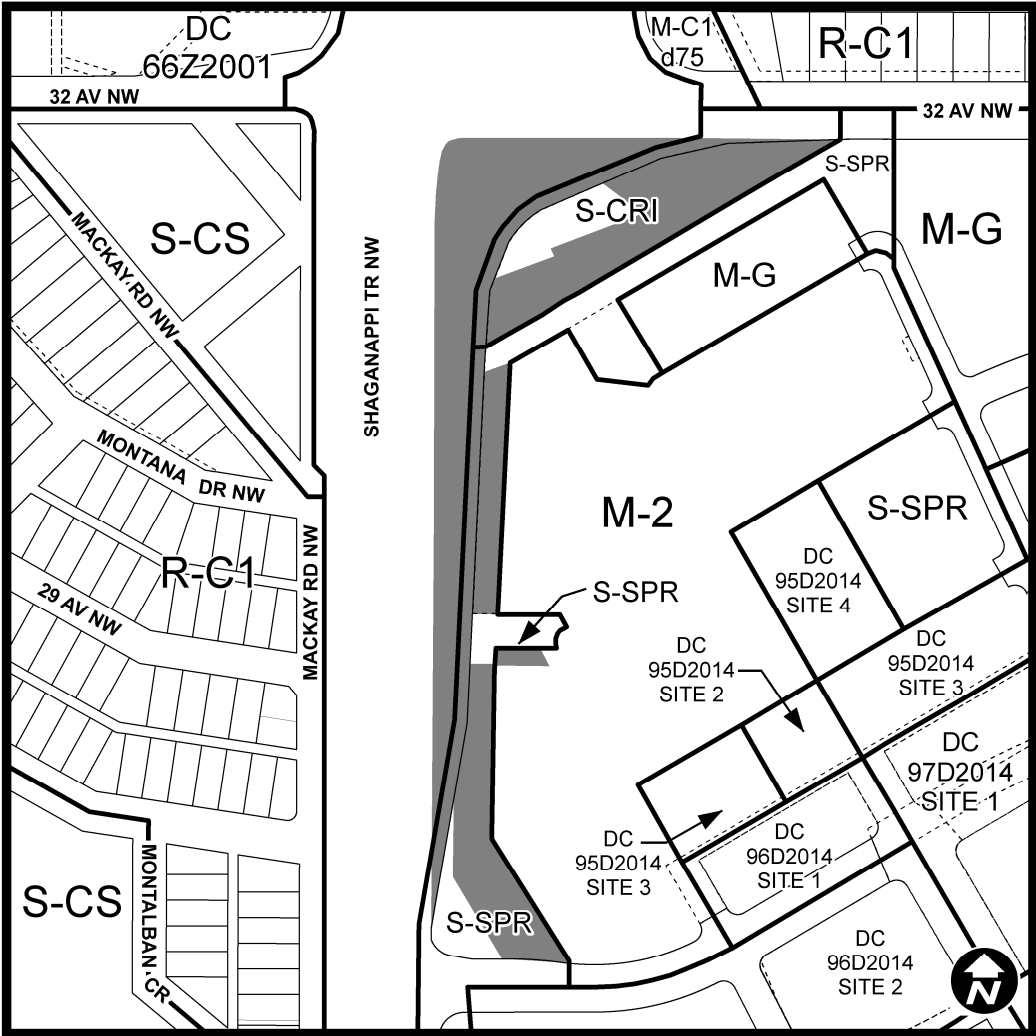 DC
66Z2001
M-C1
d75
R-C1
32 AV NW
32 AV NW
S-SPR
S-CRI
M-G
S-CS
MACKAY RD NW
SHAGANAPPI TR NW
M-G
MONTANA DR NW
M-2
S-SPR
R-C1
MACKAY RD NW
DC
95D2014
SITE 4
29 AV NW
S-SPR
DC
95D2014
SITE 2
DC
95D2014
SITE 3
DC
97D2014
SITE 1
DC
95D2014
SITE 3
DC
96D2014
SITE 1
S-CS
MONTALBAN CR
S-SPR
DC
96D2014
SITE 2
N